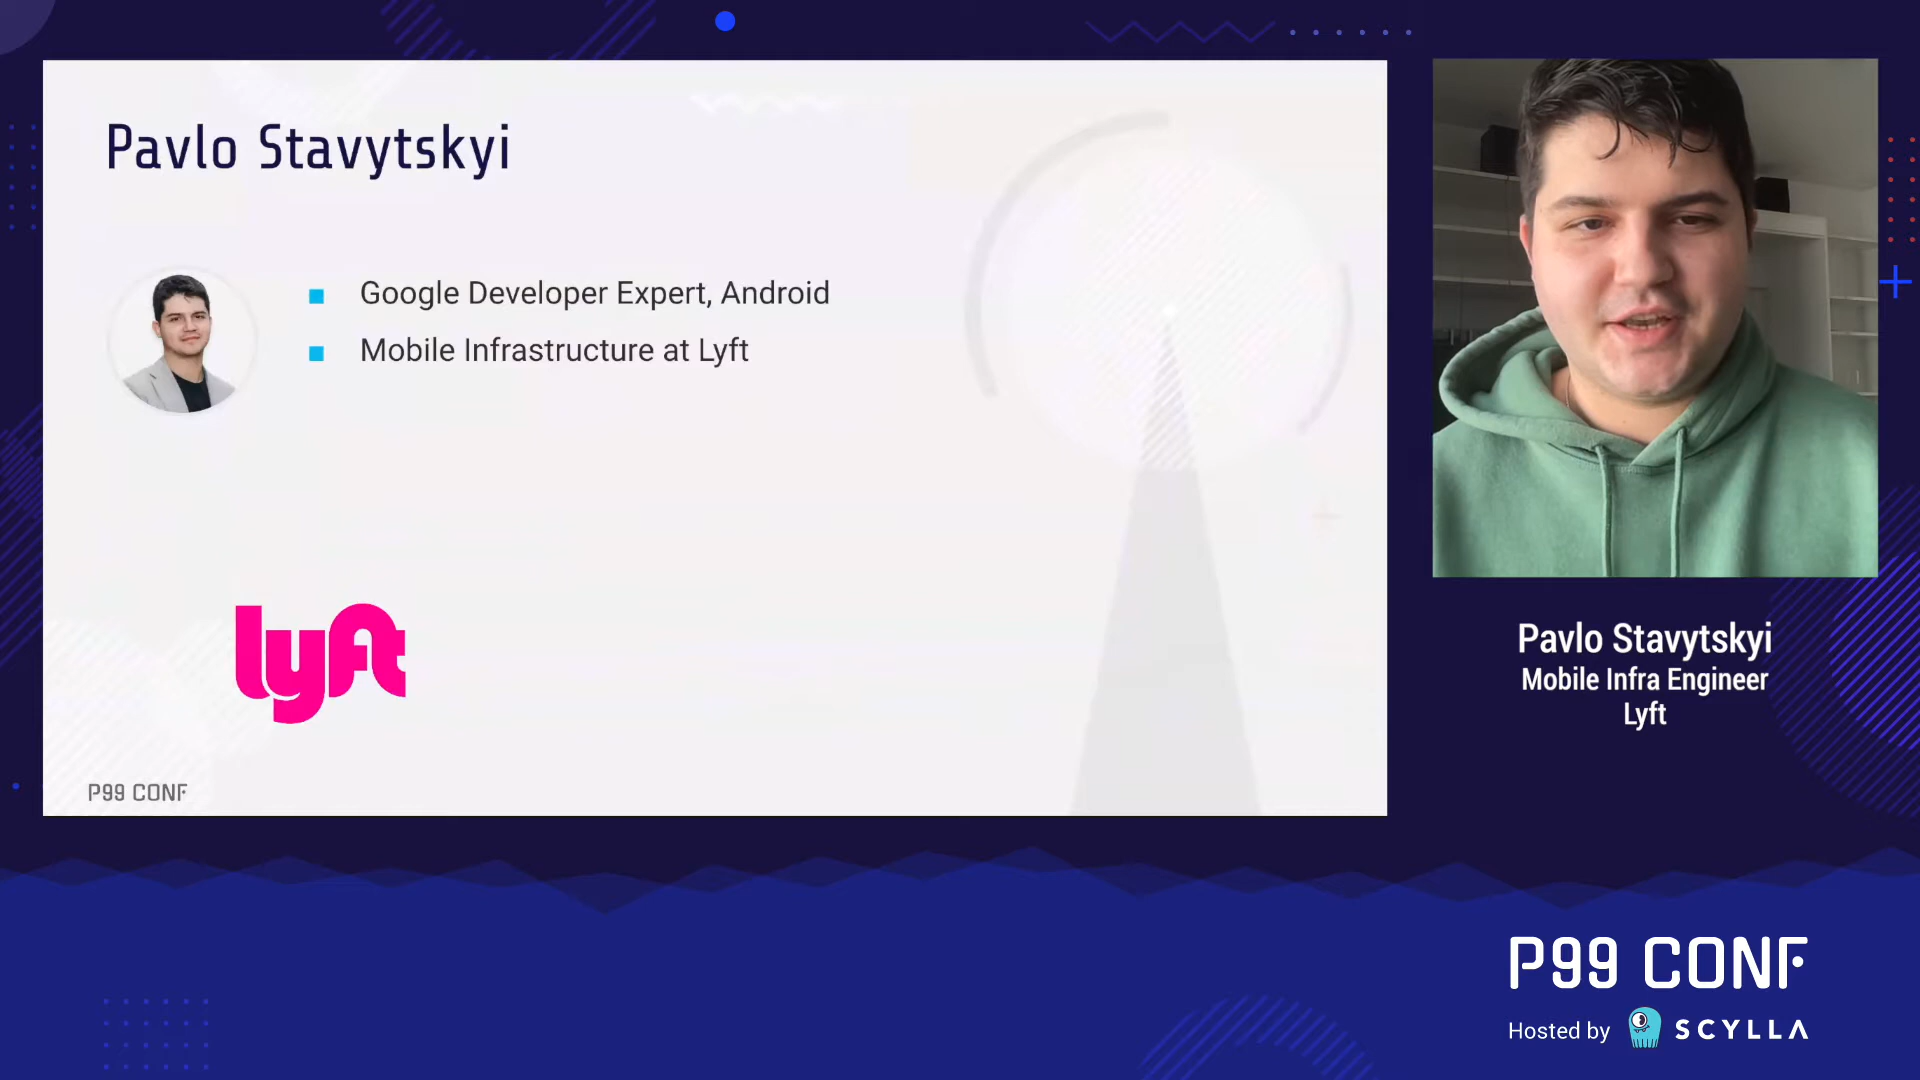 Pavlo Stavytskyi
Google Developer Expert, Android
Mobile Infrastructure at Lyft
lyft
P99 CONF
Pavlo Stavytskyi
Mobile Infra Engineer
Lyft
P99 CONF
Hosted by SCYLLA